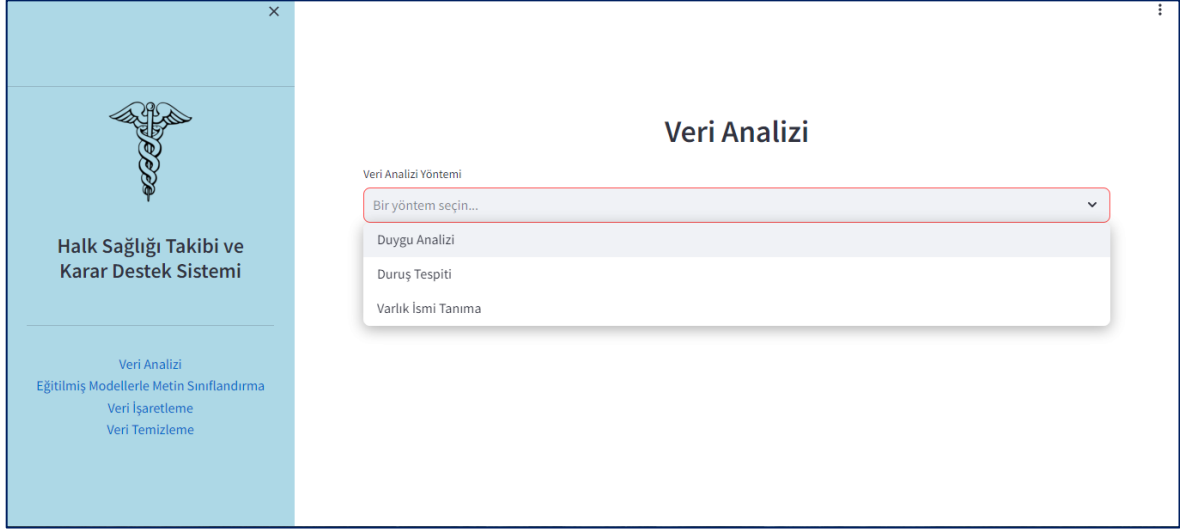 Halk Sağlığı Takibi ve
Karar Destek Sistemi
Veri Analizi
Eğitilmiş Modellerle Metin Sınıflandırma
Veri İşaretleme
Veri Temizleme
Veri Analizi
Veri Analizi Yöntemi
Bir yöntem seçin...
Duygu Analizi
Duruş Tespiti
Varlık İsmi Tanıma